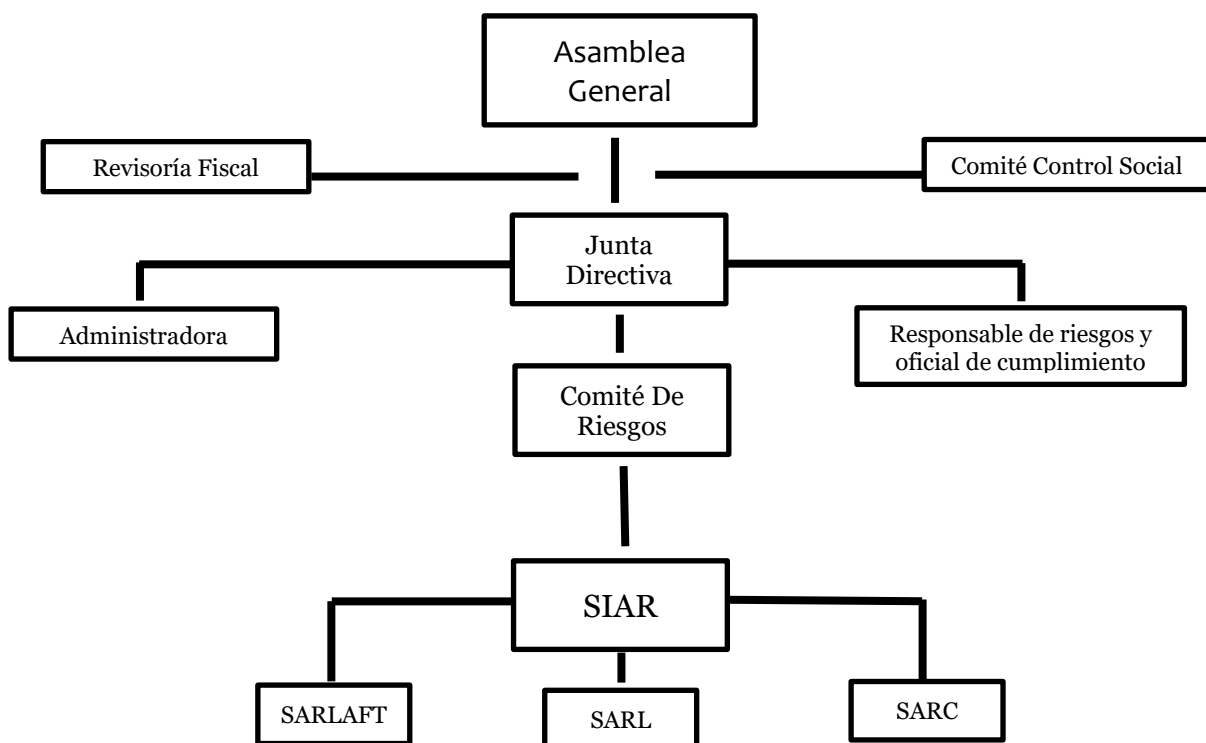 Asamblea
General
Revisoría Fiscal
Comité Control Social
Junta
Directiva
Administradora
Responsable de riesgos y
oficial de cumplimiento
Comité De
Riesgos
SIAR
SARLAFT
SARL
SARC